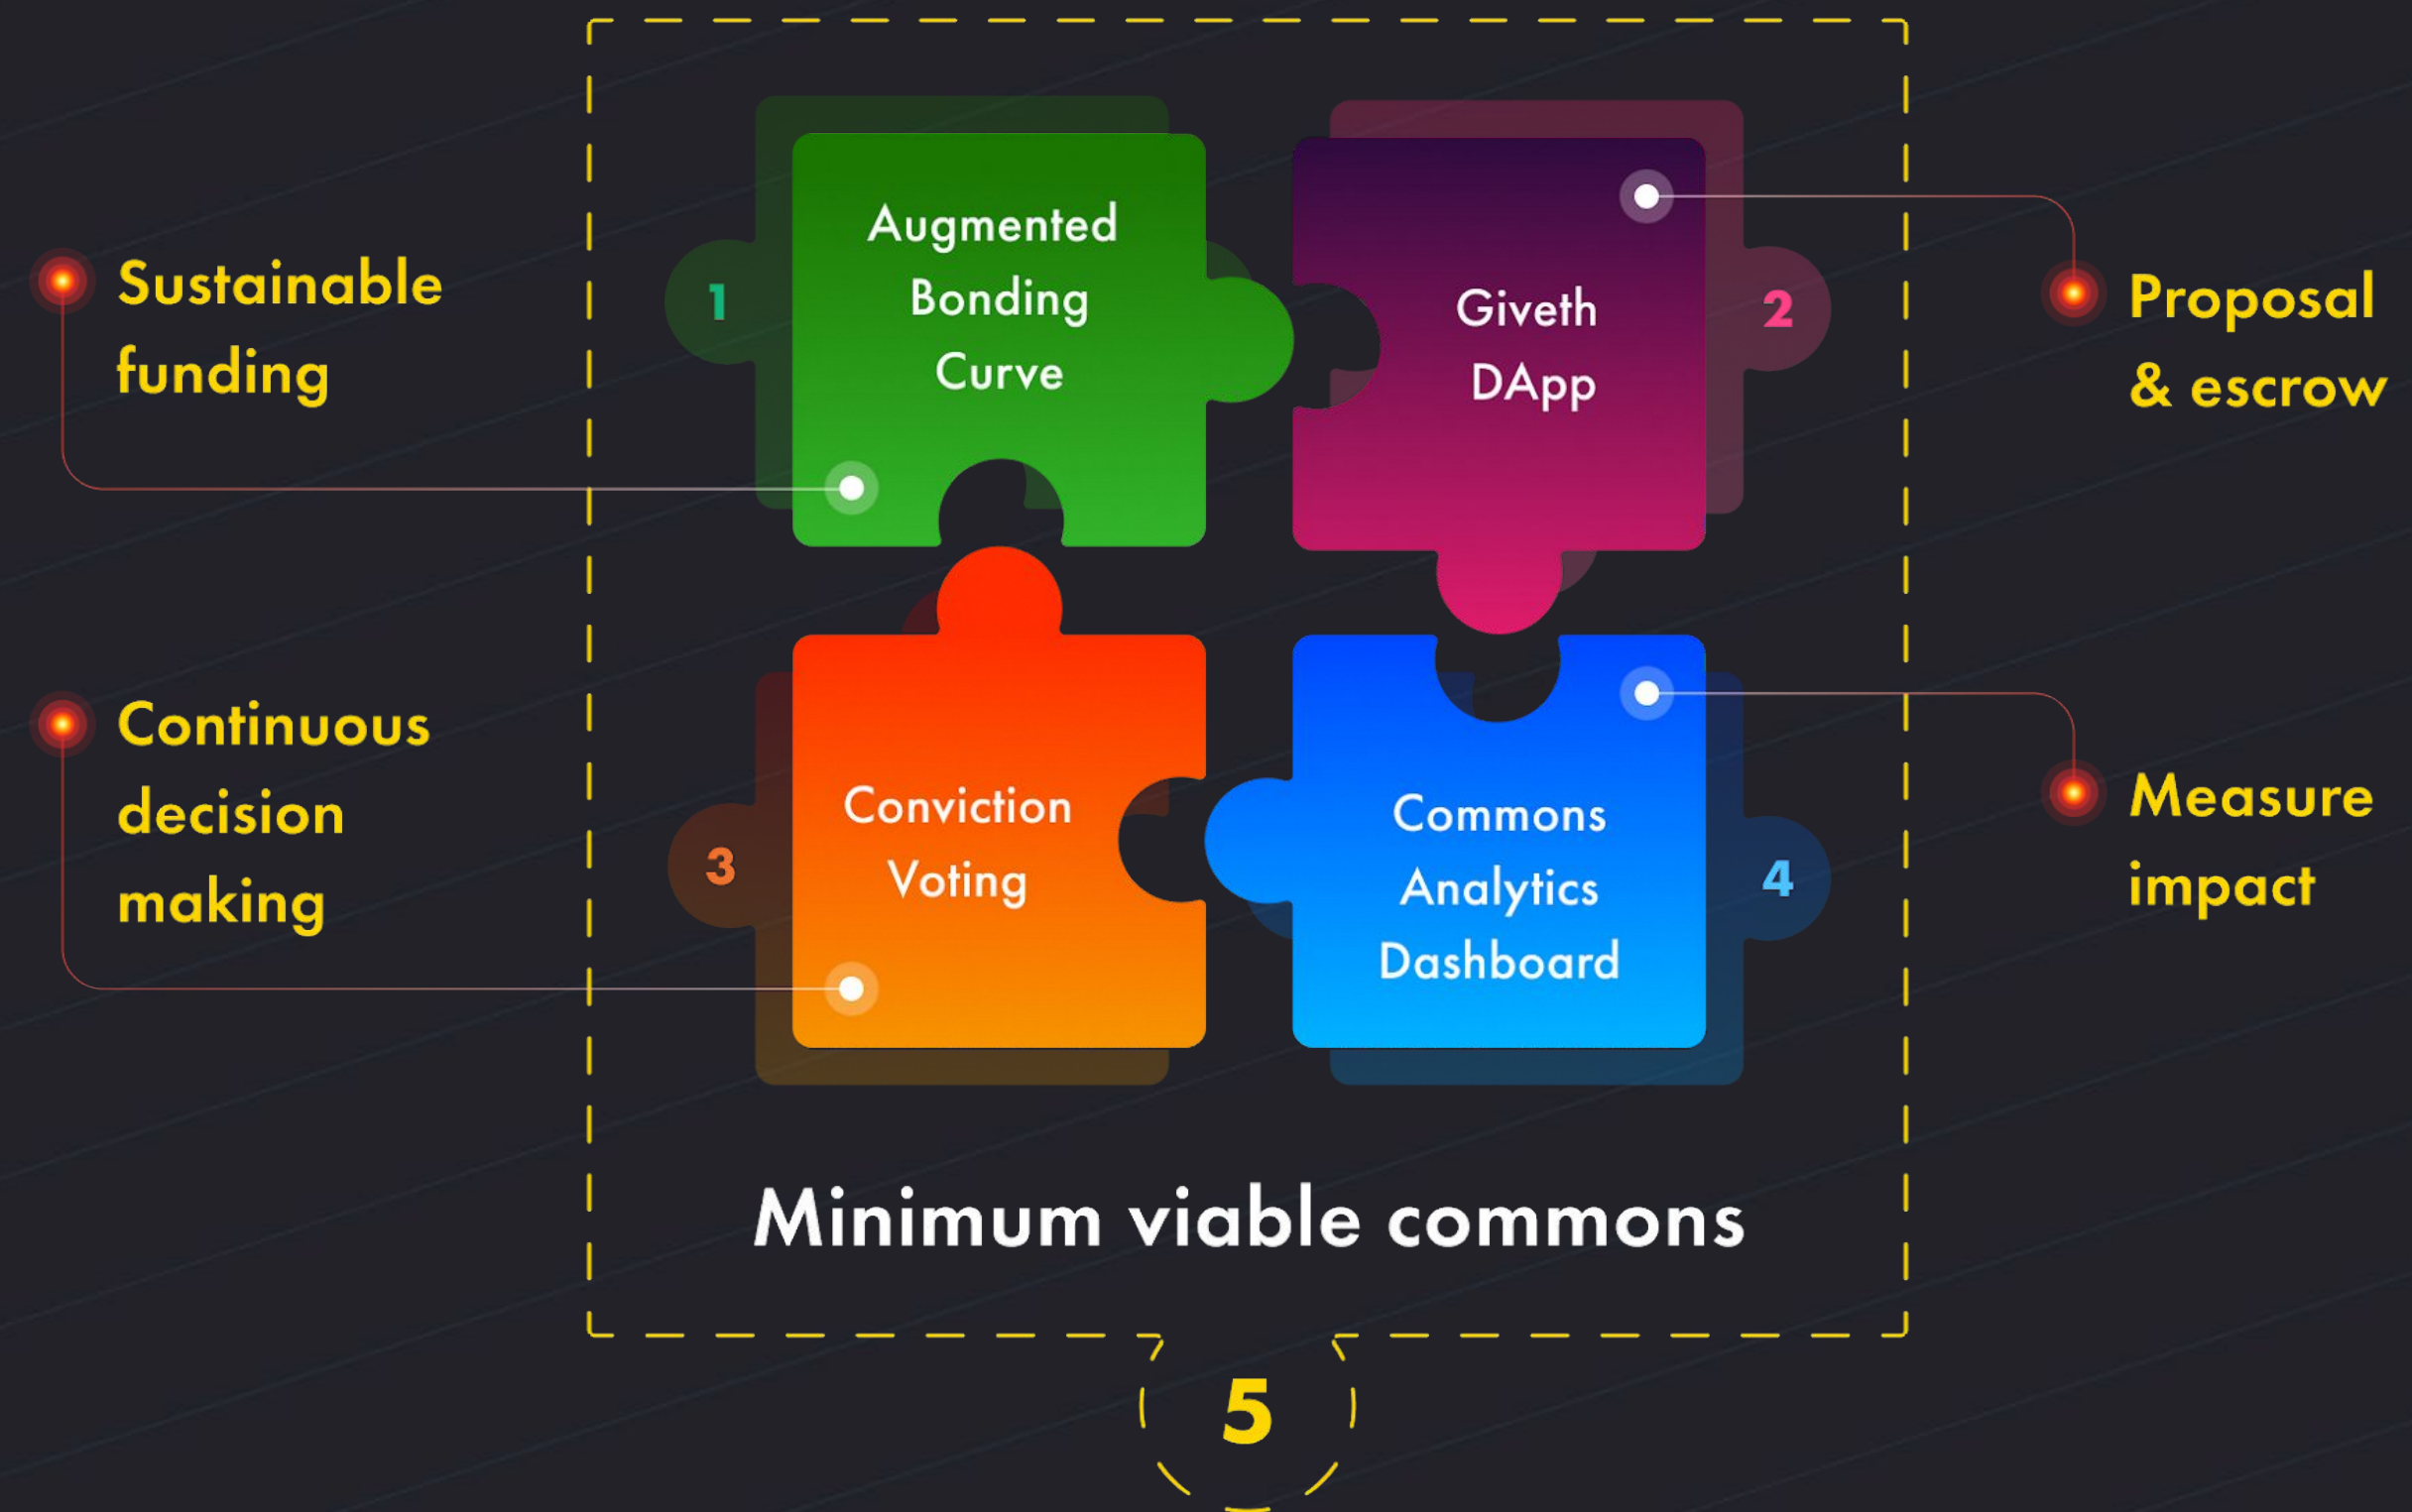 Sustainable
funding
1
Augmented
Bonding
Curve
Giveth
DApp
2
Proposal
& escrow
Continuous
decision
making
3
Conviction
Voting
Commons
Analytics
Dashboard
4
Measure
impact
Minimum viable commons
5